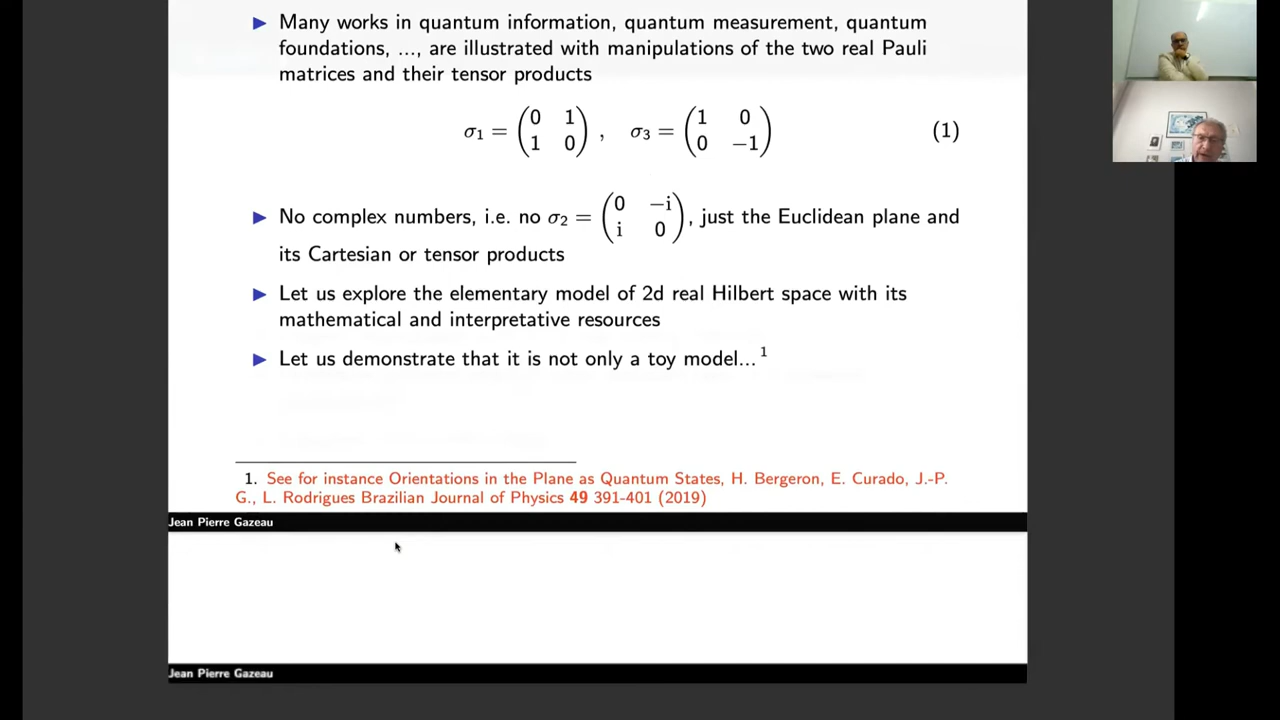 ▶ Many works in quantum information, quantum measurement, quantum
foundations, ..., are illustrated with manipulations of the two real Pauli
matrices and their tensor products
σ₁ = (0 1; 1 0) , σ₃ = (1 0; 0 −1) (1)
▶ No complex numbers, i.e. no σ₂ = (0 −i; i 0), just the Euclidean plane and
its Cartesian or tensor products
▶ Let us explore the elementary model of 2d real Hilbert space with its
mathematical and interpretative resources
▶ Let us demonstrate that it is not only a toy model...¹
1. See for instance Orientations in the Plane as Quantum States, H. Bergeron, E. Curado, J.-P.
G., L. Rodrigues Brazilian Journal of Physics 49 391-401 (2019)
Jean Pierre Gazeau
Jean Pierre Gazeau